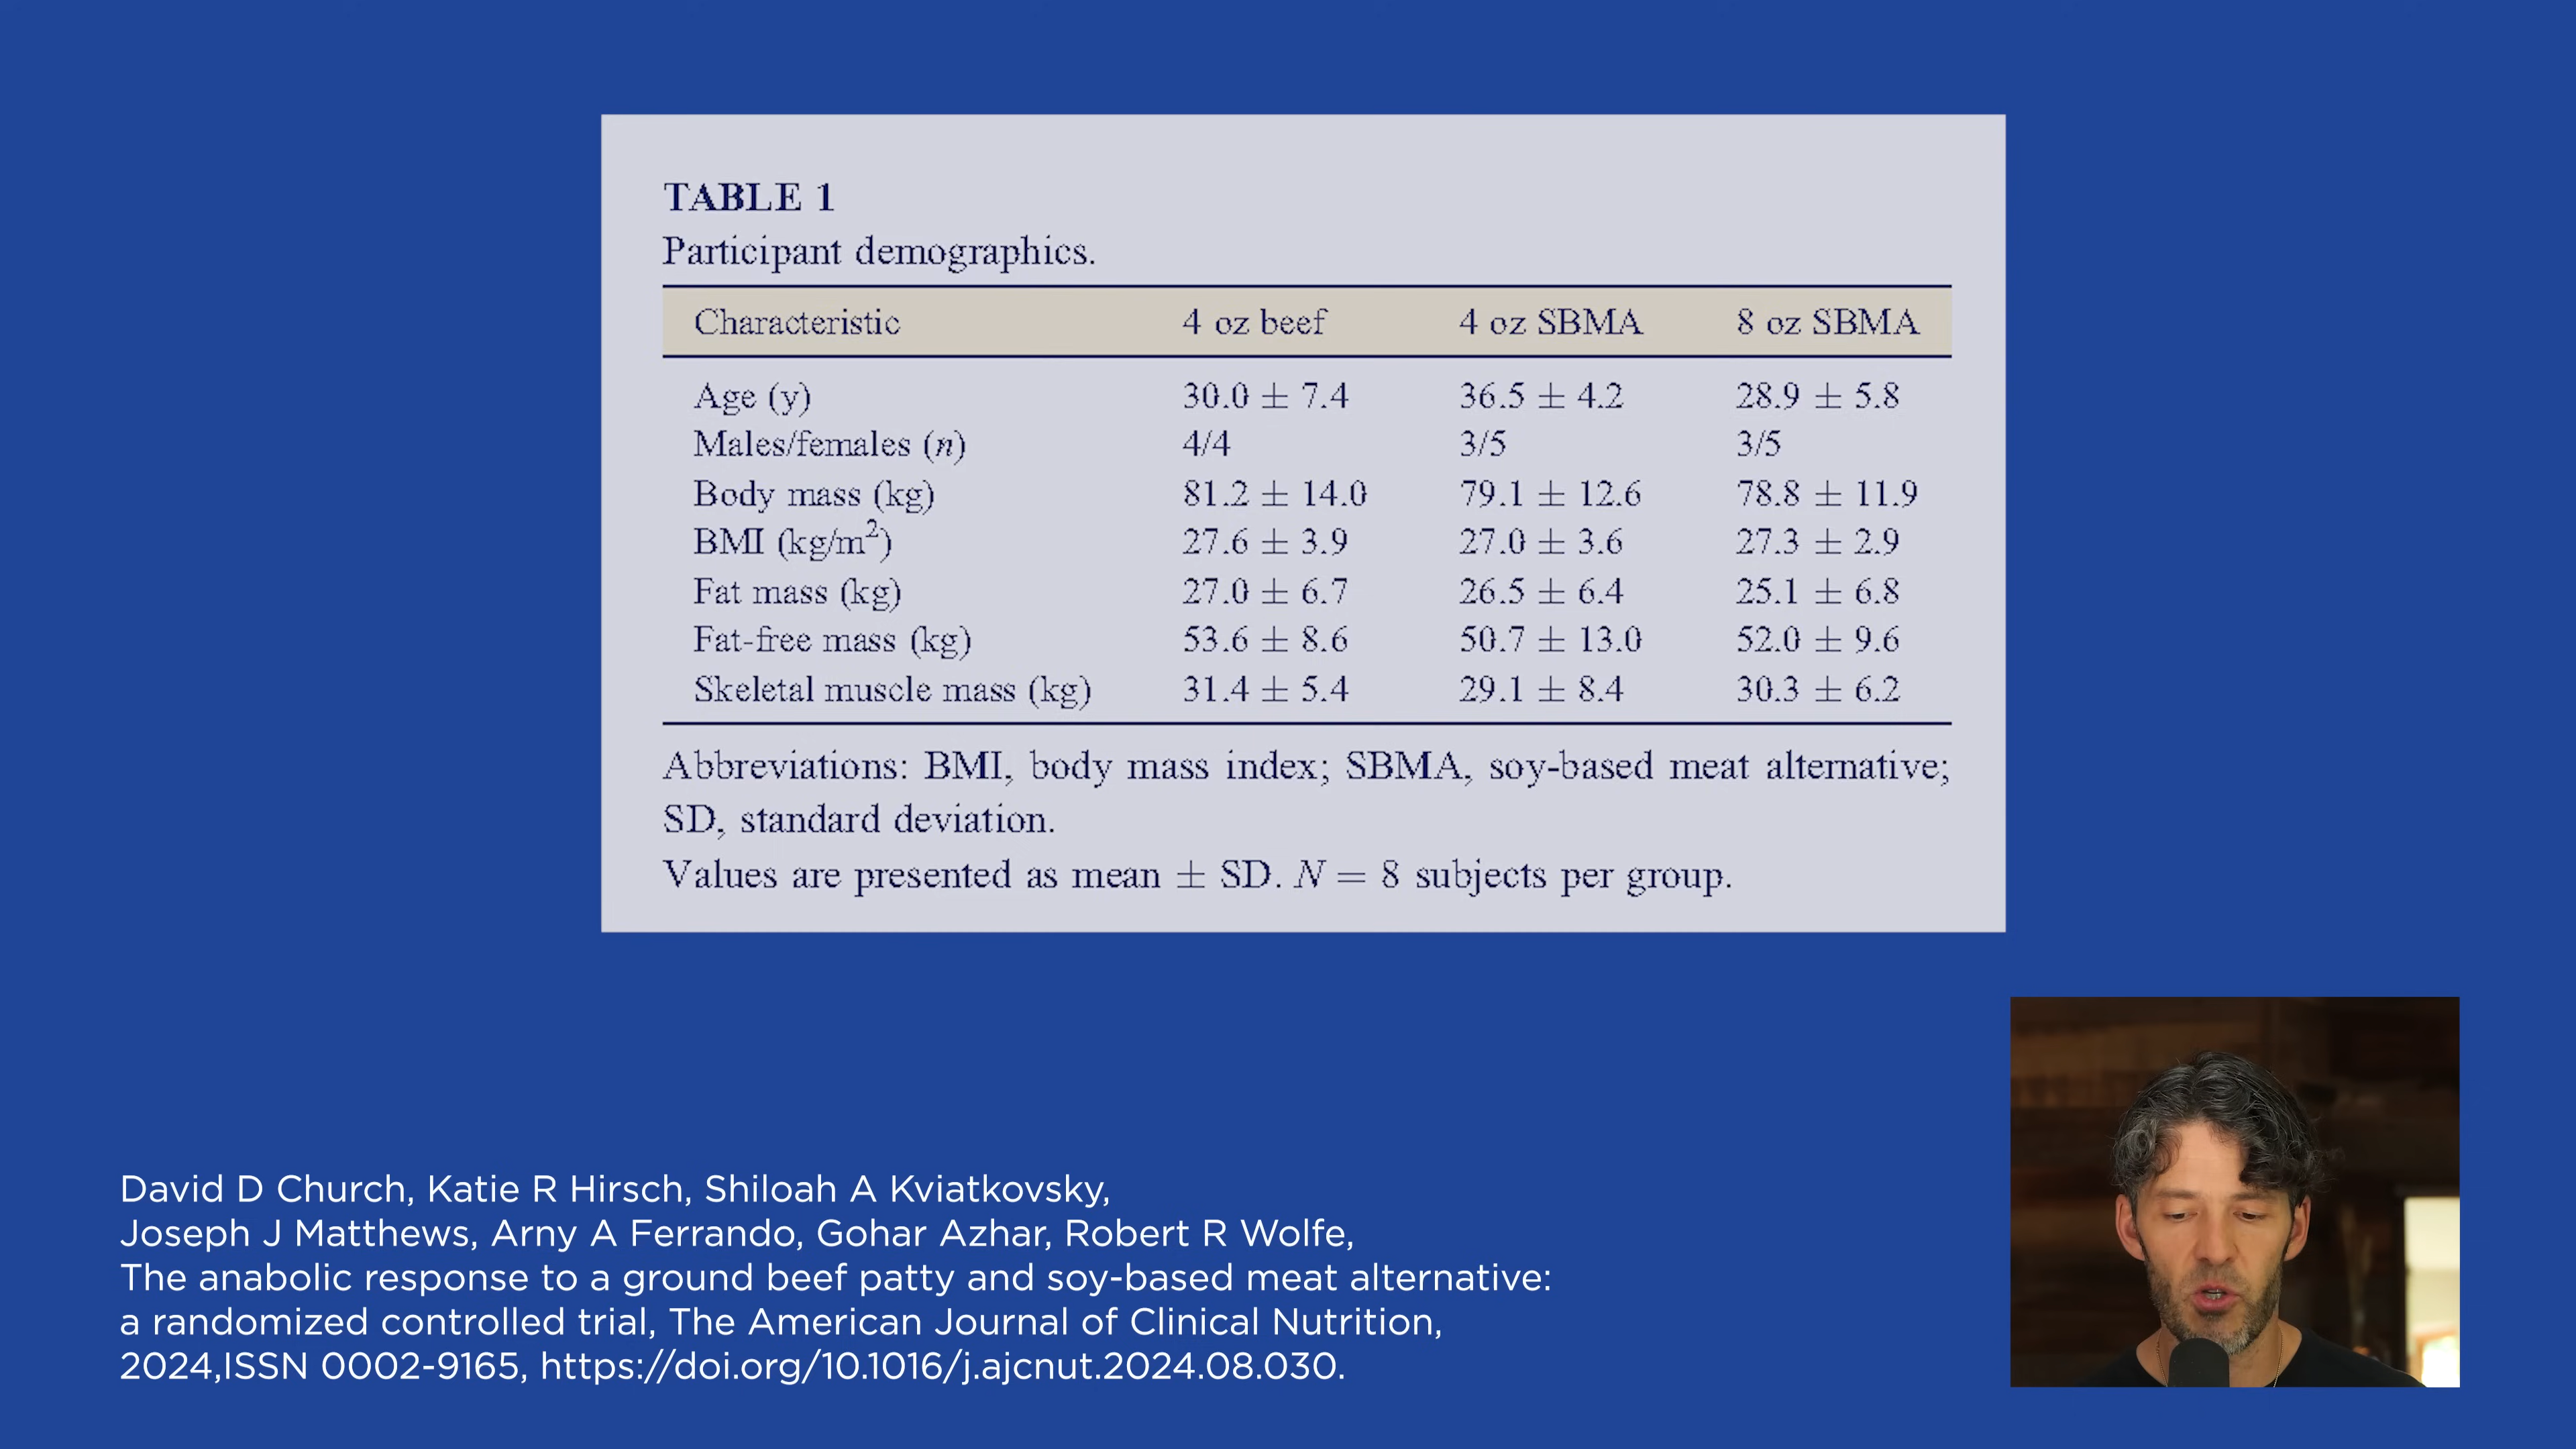 TABLE 1
Participant demographics.
Characteristic 4 oz beef 4 oz SBMA 8 oz SBMA
Age (y) 30.0 ± 7.4 36.5 ± 4.2 28.9 ± 5.8
Males/females (n) 4/4 3/5 3/5
Body mass (kg) 81.2 ± 14.0 79.1 ± 12.6 78.8 ± 11.9
BMI (kg/m²) 27.6 ± 3.9 27.0 ± 3.6 27.3 ± 2.9
Fat mass (kg) 27.0 ± 6.7 26.5 ± 6.4 25.1 ± 6.8
Fat-free mass (kg) 53.6 ± 8.6 50.7 ± 13.0 52.0 ± 9.6
Skeletal muscle mass (kg) 31.4 ± 5.4 29.1 ± 8.4 30.3 ± 6.2
Abbreviations: BMI, body mass index; SBMA, soy-based meat alternative;
SD, standard deviation.
Values are presented as mean ± SD. N = 8 subjects per group.
David D Church, Katie R Hirsch, Shiloah A Kviatkovsky,
Joseph J Matthews, Arny A Ferrando, Gohar Azhar, Robert R Wolfe,
The anabolic response to a ground beef patty and soy-based meat alternative:
a randomized controlled trial, The American Journal of Clinical Nutrition,
2024,ISSN 0002-9165, https://doi.org/10.1016/j.ajcnut.2024.08.030.